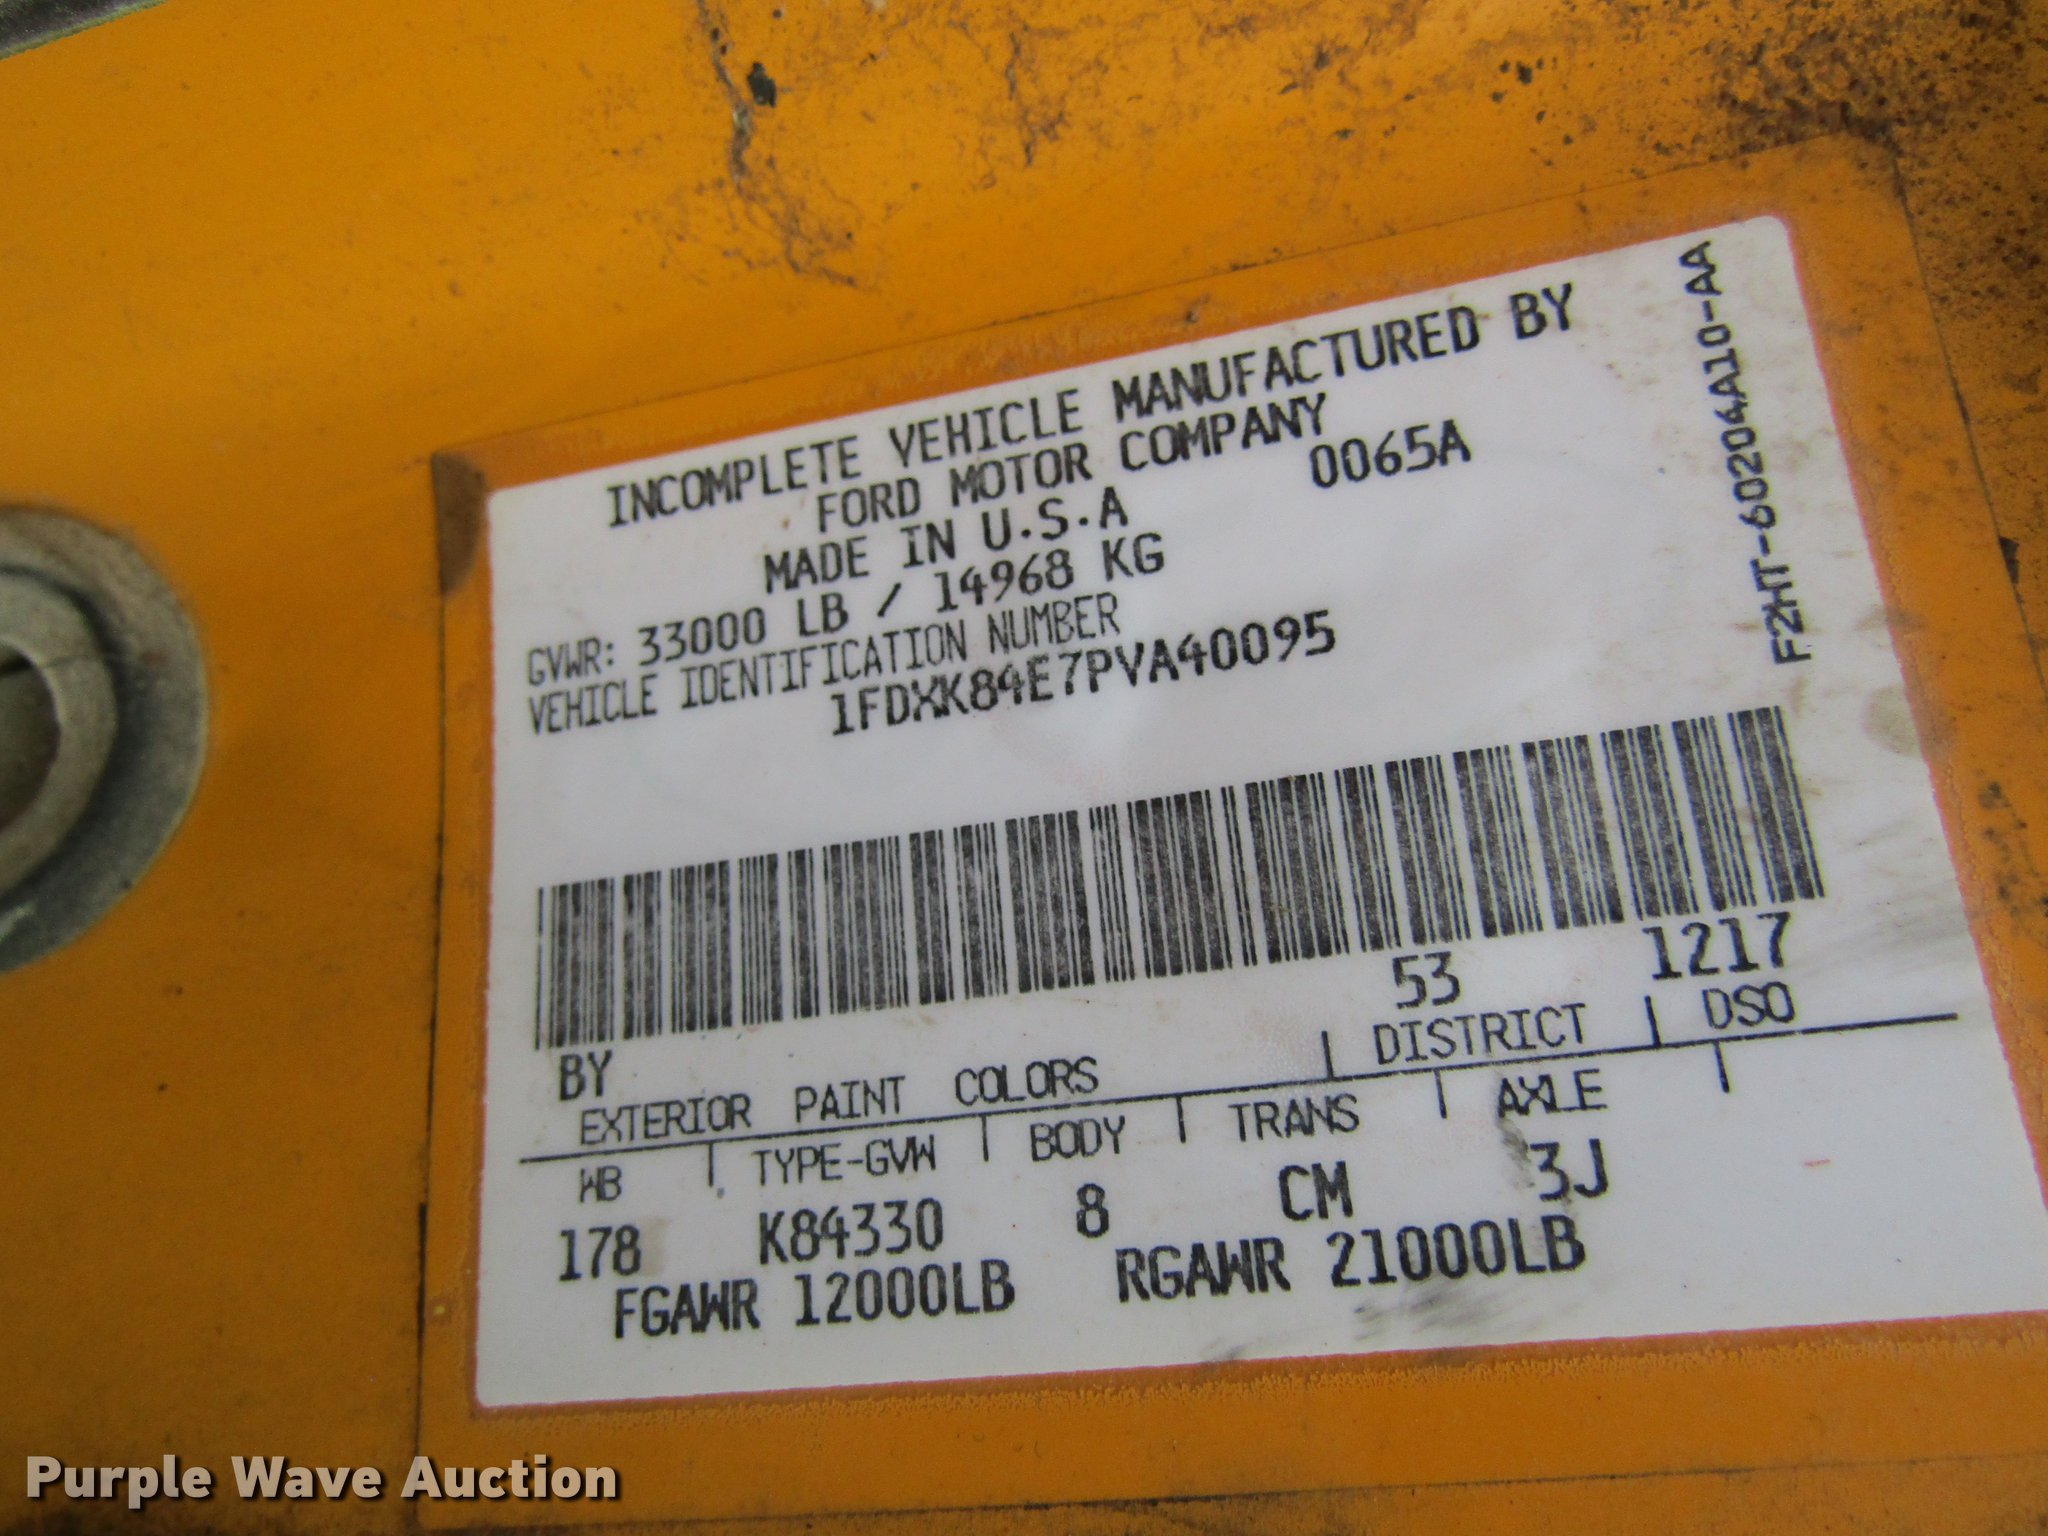 INCOMPLETE VEHICLE MANUFACTURED BY
FORD MOTOR COMPANY
MADE IN U.S.A 0065A
GVWR: 33000 LB / 14968 KG
VEHICLE IDENTIFICATION NUMBER
1FDXK84E7PVA40095
F2HT-60204A10-AA
53 1217
BY
EXTERIOR PAINT COLORS DISTRICT DSO
WB TYPE-GVW BODY TRANS AXLE
178 K84330 8 CM 3J
FGAWR 12000LB RGAWR 21000LB
Purple Wave Auction